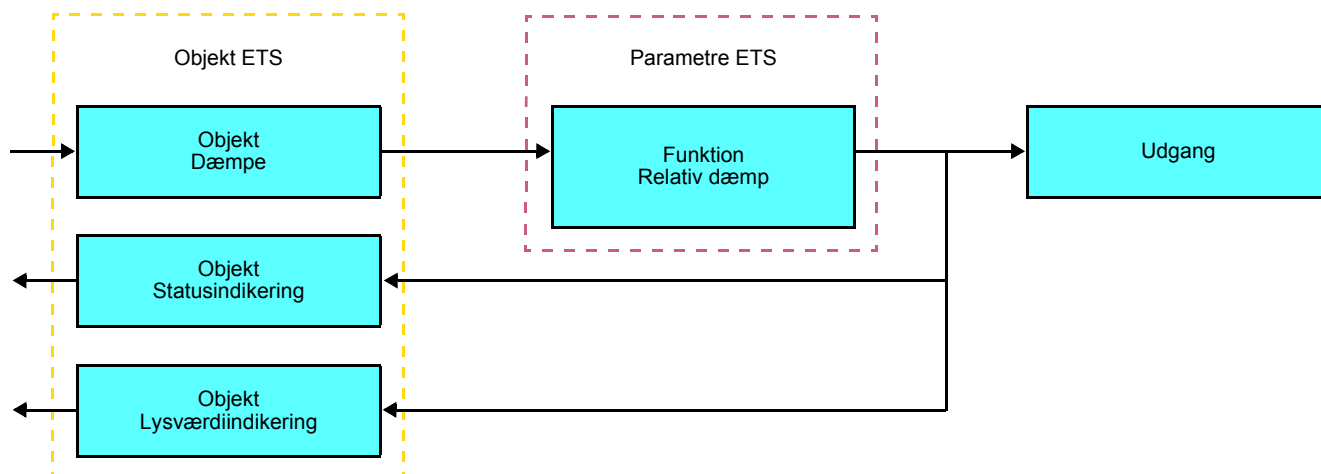 Objekt ETS
Parametre ETS
Objekt
Dæmpe
Funktion
Relativ dæmp
Udgang
Objekt
Statusindikering
Objekt
Lysværdiindikering